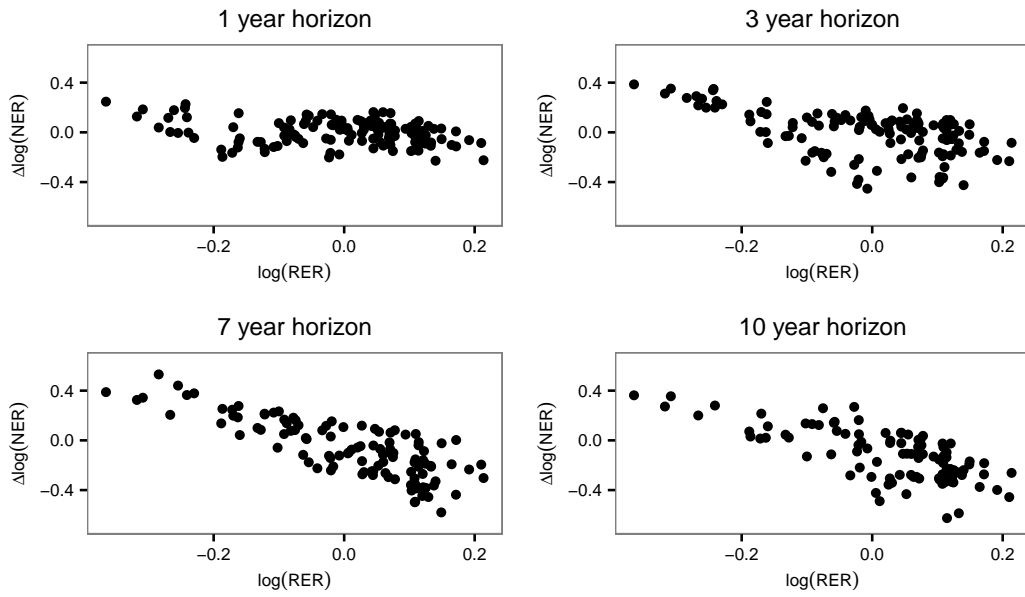 1 year horizon
Δlog(NER)
0.4
0.0
−0.4
−0.2 0.0 0.2
log(RER)
3 year horizon
Δlog(NER)
0.4
0.0
−0.4
−0.2 0.0 0.2
log(RER)
7 year horizon
Δlog(NER)
0.4
0.0
−0.4
−0.2 0.0 0.2
log(RER)
10 year horizon
Δlog(NER)
0.4
0.0
−0.4
−0.2 0.0 0.2
log(RER)